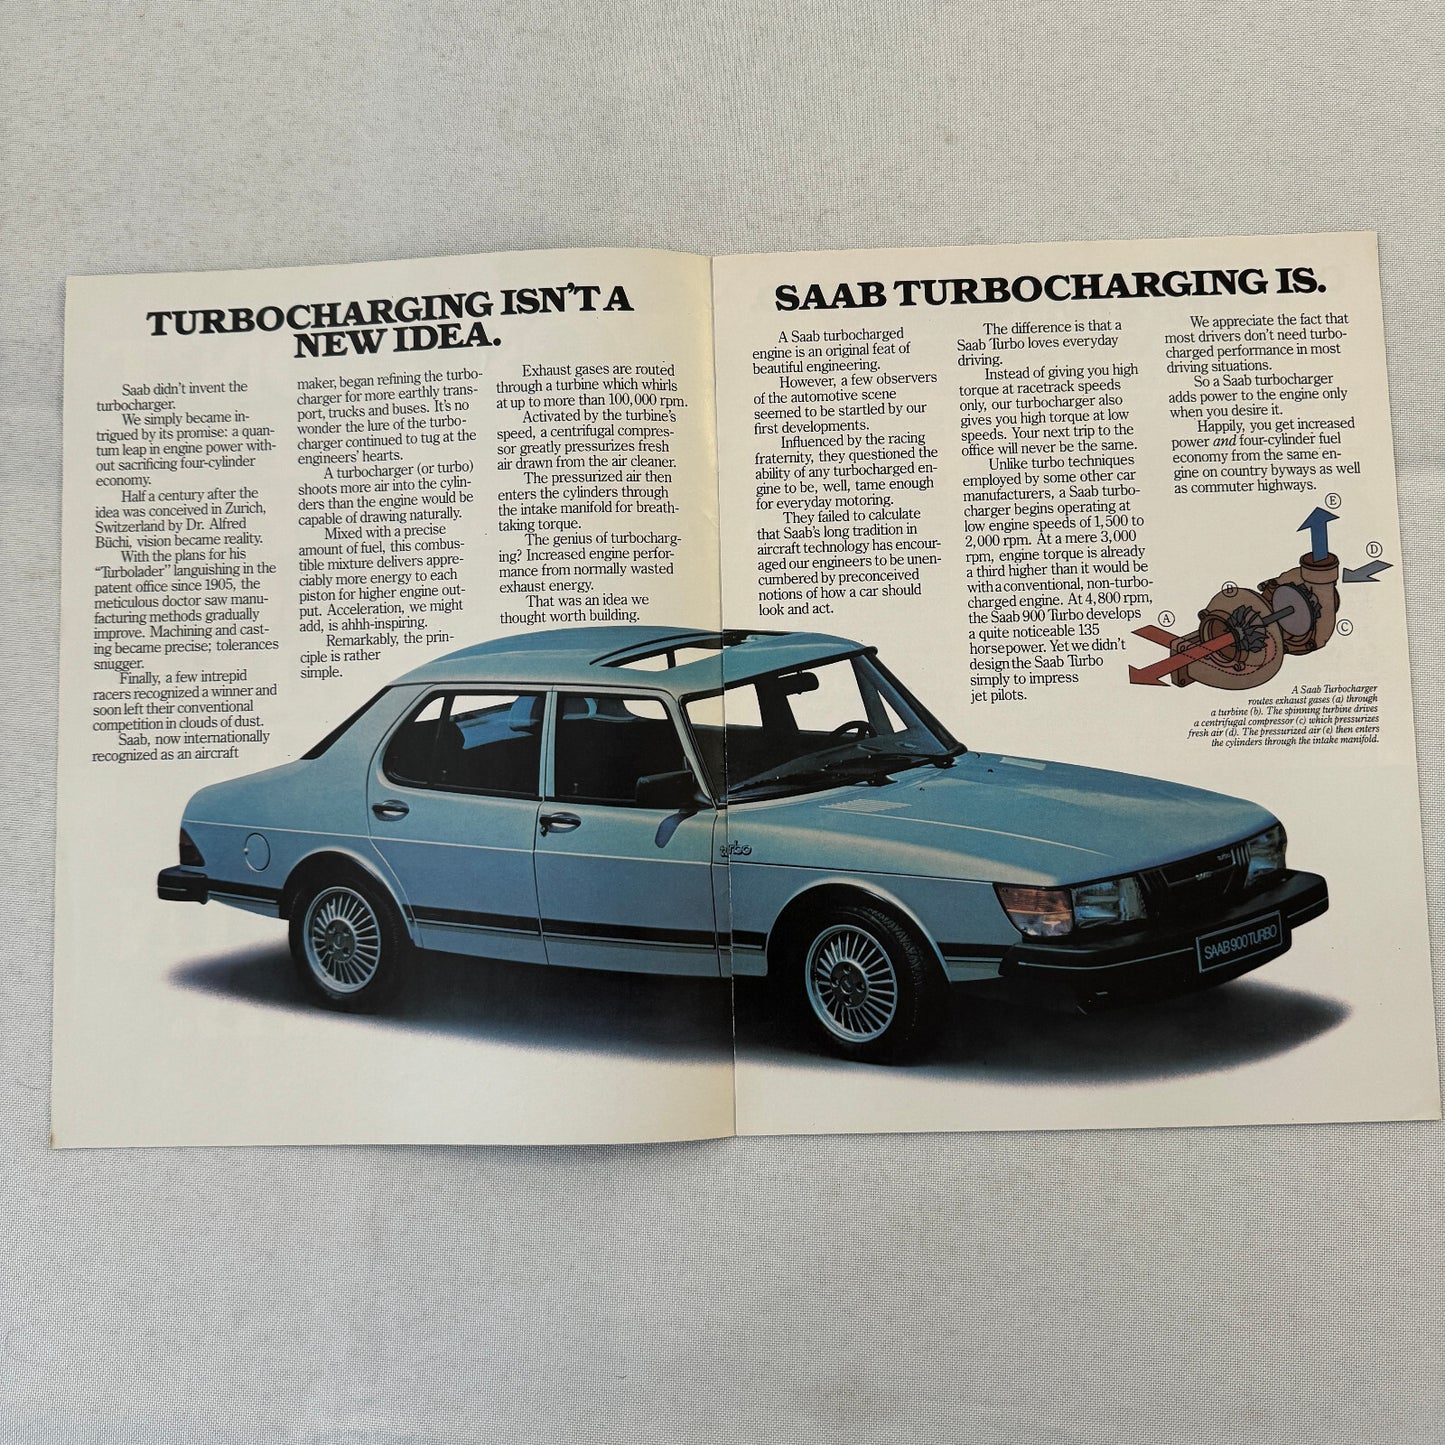 TURBOCHARGING ISN'T A
NEW IDEA.
Saab didn't invent the
turbocharger.
We simply became in-
trigued by its promise: a quan-
tum leap in engine power with-
out sacrificing four-cylinder
economy.
Half a century after the
idea was conceived in Zurich,
Switzerland by Dr. Alfred
Büchi, vision became reality.
With the plans for his
“Turbolader” languishing in the
patent office since 1905, the
meticulous doctor saw manu-
facturing methods gradually
improve. Machining and cast-
ing became precise; tolerances
snugger.
Finally, a few intrepid
racers recognized a winner and
soon left their conventional
competition in clouds of dust.
Saab, now internationally
recognized as an aircraft
maker, began refining the turbo-
charger for more earthly trans-
port, trucks and buses. It's no
wonder the lure of the turbo-
charger continued to tug at the
engineers' hearts.
A turbocharger (or turbo)
shoots more air into the cylin-
ders than the engine would be
capable of drawing naturally.
Mixed with a precise
amount of fuel, this combus-
tible mixture delivers appre-
ciably more energy to each
piston for higher engine out-
put. Acceleration, we might
add, is ahhh-inspiring.
Remarkably, the prin-
ciple is rather
simple.
Exhaust gases are routed
through a turbine which whirls
at up to more than 100,000 rpm.
Activated by the turbine's
speed, a centrifugal compres-
sor greatly pressurizes fresh
air drawn from the air cleaner.
The pressurized air then
enters the cylinders through
the intake manifold for breath-
taking torque.
The genius of turbocharg-
ing? Increased engine perfor-
mance from normally wasted
exhaust energy.
That was an idea we
thought worth building.
SAAB TURBOCHARGING IS.
A Saab turbocharged
engine is an original feat of
beautiful engineering.
However, a few observers
of the automotive scene
seemed to be startled by our
first developments.
Influenced by the racing
fraternity, they questioned the
ability of any turbocharged en-
gine to be, well, tame enough
for everyday motoring.
They failed to calculate
that Saab's long tradition in
aircraft technology has encour-
aged our engineers to be unen-
cumbered by preconceived
notions of how a car should
look and act.
The difference is that a
Saab Turbo loves everyday
driving.
Instead of giving you high
torque at racetrack speeds
only, our turbocharger also
gives you high torque at low
speeds. Your next trip to the
office will never be the same.
Unlike turbo techniques
employed by some other car
manufacturers, a Saab turbo-
charger begins operating at
low engine speeds of 1,500 to
2,000 rpm. At a mere 3,000
rpm, engine torque is already
a third higher than it would be
with a conventional, non-turbo-
charged engine. At 4,800 rpm,
the Saab 900 Turbo develops
a quite noticeable 135
horsepower. Yet we didn't
design the Saab Turbo
simply to impress
jet pilots.
We appreciate the fact that
most drivers don't need turbo-
charged performance in most
driving situations.
So a Saab turbocharger
adds power to the engine only
when you desire it.
Happily, you get increased
power and four-cylinder fuel
economy from the same en-
gine on country byways as well
as commuter highways.
E
D
B
A
C
A Saab Turbocharger
routes exhaust gases (a) through
a turbine (b). The spinning turbine drives
a centrifugal compressor (c) which pressurizes
fresh air (d). The pressurized air (e) then enters
the cylinders through the intake manifold.
turbo
turbo
SAAB 900 TURBO